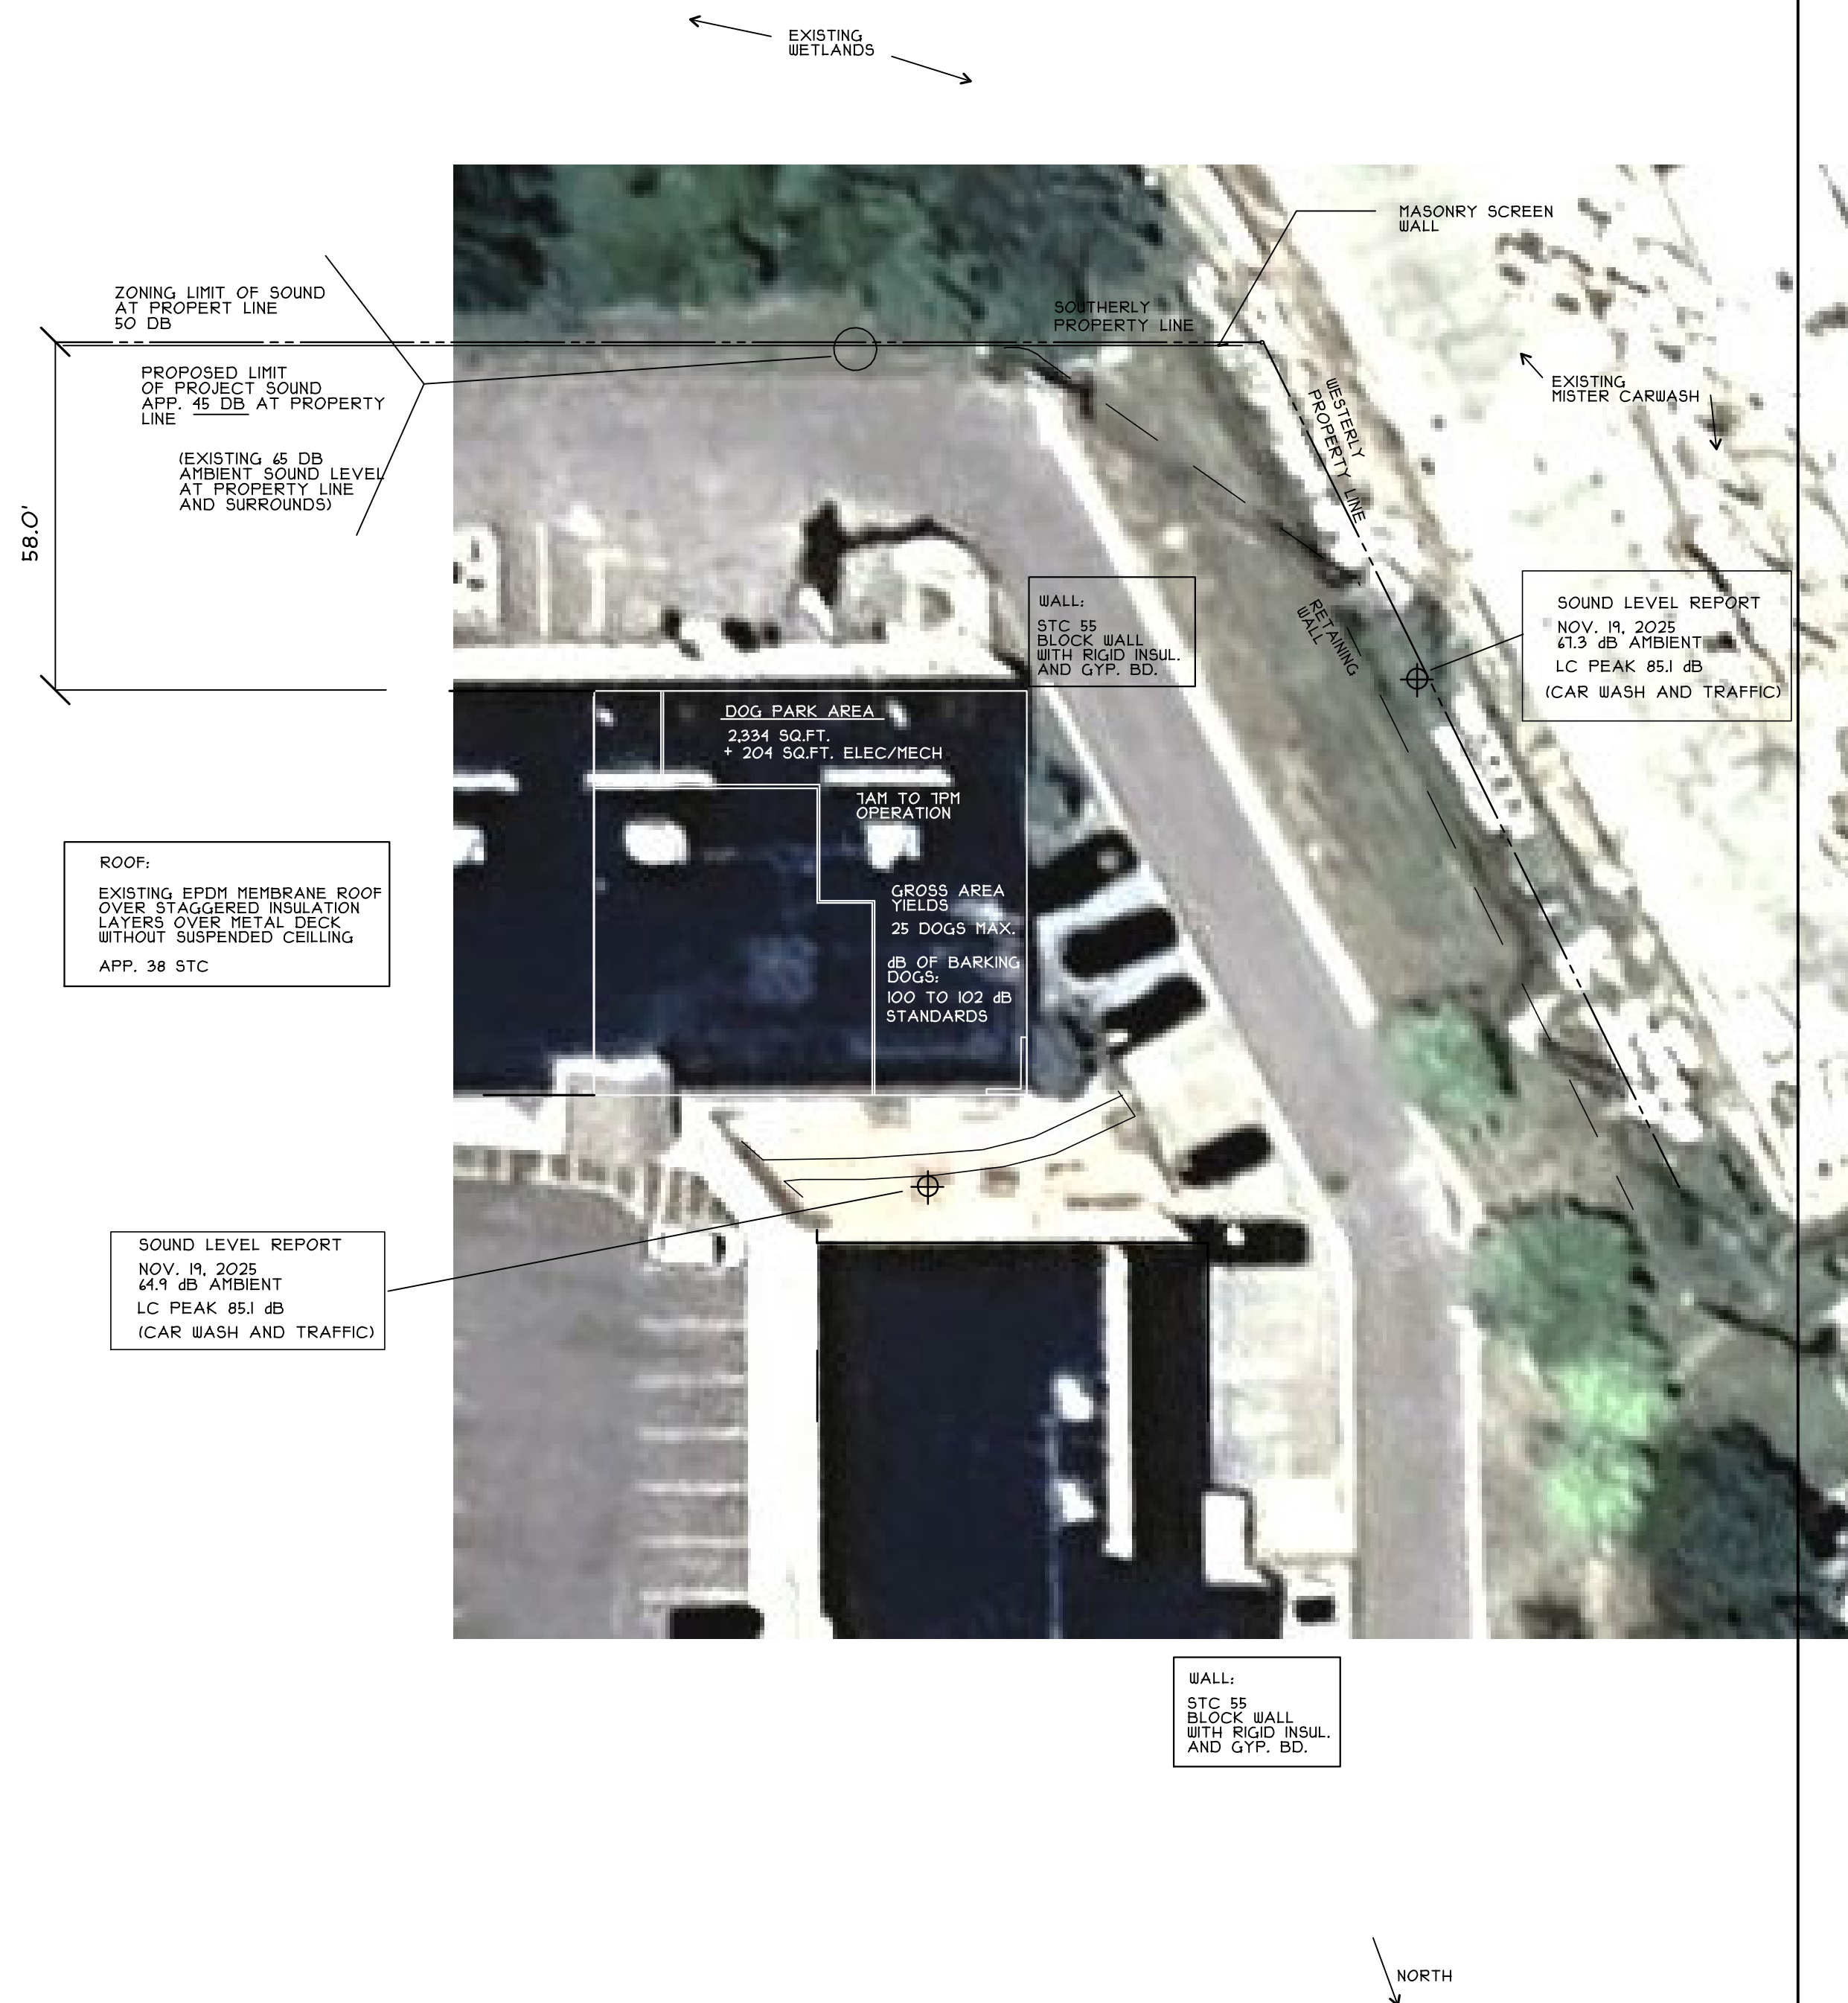 EXISTING
WETLANDS
MASONRY SCREEN
WALL
ZONING LIMIT OF SOUND
AT PROPERT LINE
50 DB
SOUTHERLY
PROPERTY LINE
PROPOSED LIMIT
OF PROJECT SOUND
APP. 45 DB AT PROPERTY
LINE
(EXISTING 65 DB
AMBIENT SOUND LEVEL
AT PROPERTY LINE
AND SURROUNDS)
58.0'
WESTERLY
PROPERTY LINE
EXISTING
MISTER CARWASH
WALL:
STC 55
BLOCK WALL
WITH RIGID INSUL.
AND GYP. BD.
RETAINING
WALL
SOUND LEVEL REPORT
NOV. 19, 2025
67.3 dB AMBIENT
LC PEAK 85.1 dB
(CAR WASH AND TRAFFIC)
DOG PARK AREA
2,334 SQ.FT.
+ 204 SQ.FT. ELEC/MECH
7AM TO 7PM
OPERATION
GROSS AREA
YIELDS
25 DOGS MAX.
dB OF BARKING
DOGS:
100 TO 102 dB
STANDARDS
ROOF:
EXISTING EPDM MEMBRANE ROOF
OVER STAGGERED INSULATION
LAYERS OVER METAL DECK
WITHOUT SUSPENDED CEILLING
APP. 38 STC
SOUND LEVEL REPORT
NOV. 19, 2025
64.9 dB AMBIENT
LC PEAK 85.1 dB
(CAR WASH AND TRAFFIC)
WALL:
STC 55
BLOCK WALL
WITH RIGID INSUL.
AND GYP. BD.
NORTH